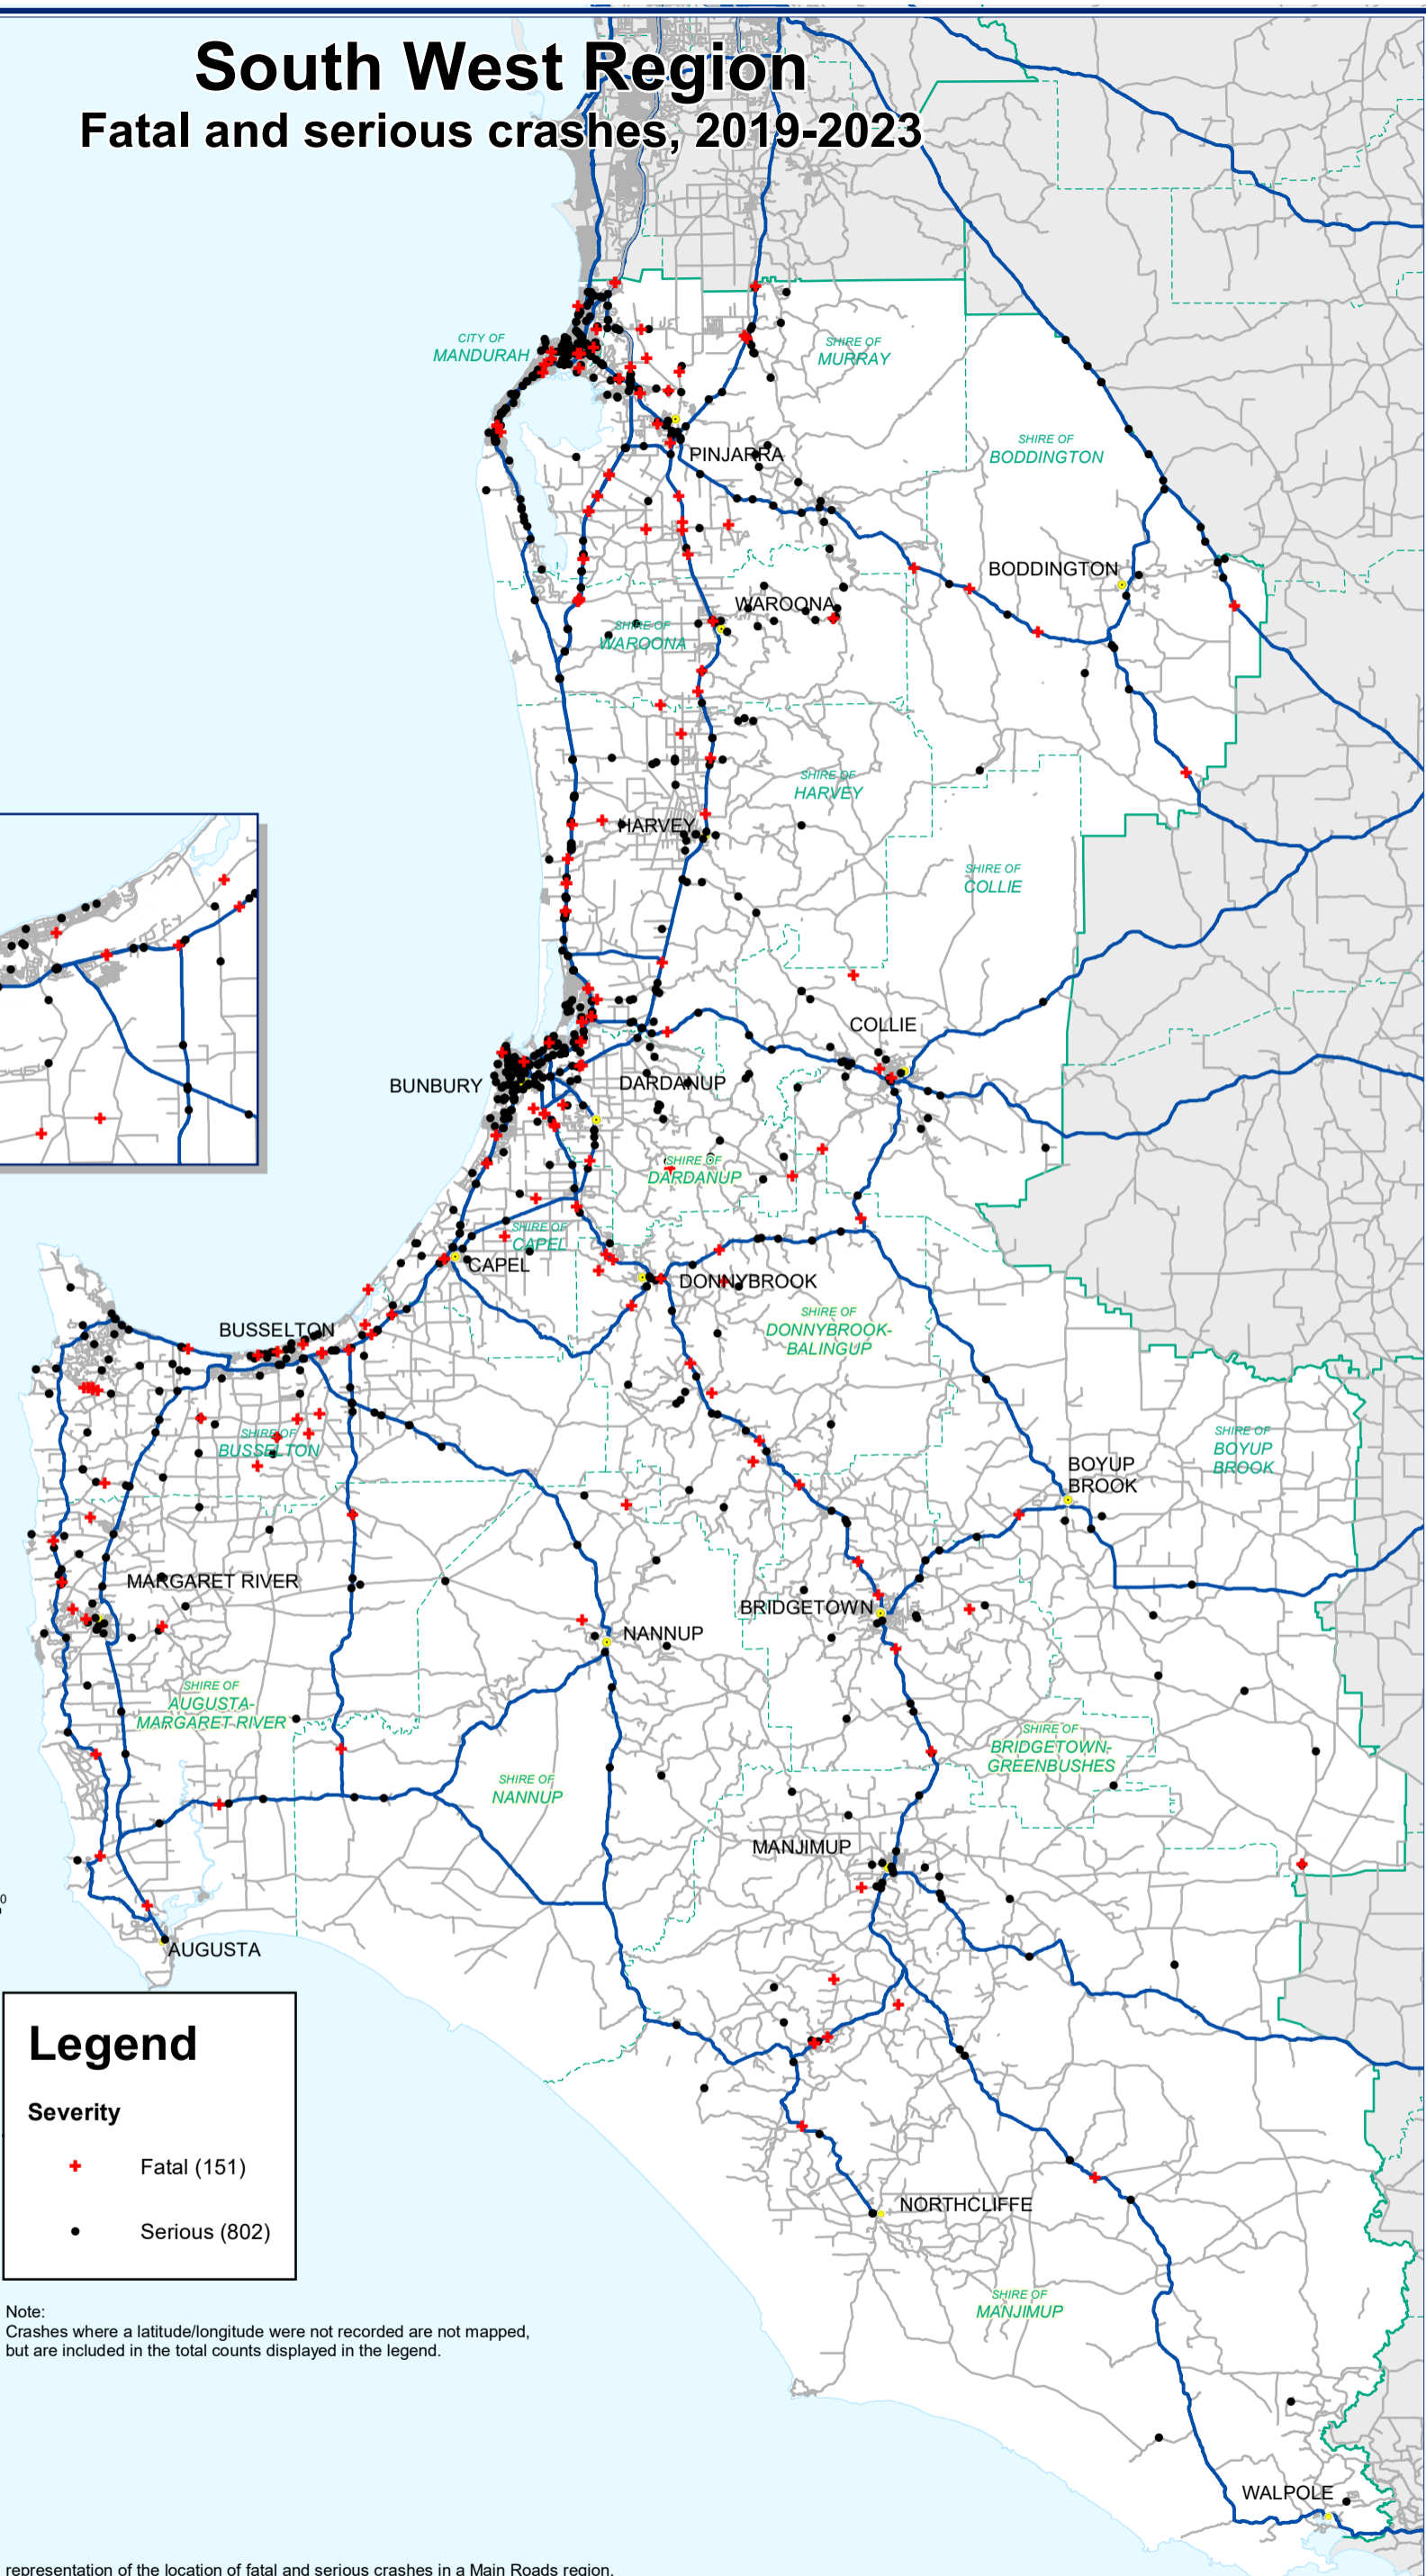 South West Region
Fatal and serious crashes, 2019-2023
CITY OF
MANDURAH
SHIRE OF
MURRAY
PINJARRA
SHIRE OF
BODDINGTON
BODDINGTON
WAROONA
SHIRE OF
WAROONA
SHIRE OF
HARVEY
HARVEY
SHIRE OF
COLLIE
COLLIE
BUNBURY
DARDANUP
SHIRE OF
DARDANUP
SHIRE OF
CAPEL
CAPEL
DONNYBROOK
SHIRE OF
DONNYBROOK-
BALINGUP
BUSSELTON
SHIRE OF
BUSSELTON
SHIRE OF
BOYUP
BROOK
BOYUP
BROOK
MARGARET RIVER
BRIDGETOWN
NANNUP
SHIRE OF
AUGUSTA-
MARGARET RIVER
SHIRE OF
BRIDGETOWN-
GREENBUSHES
SHIRE OF
NANNUP
MANJIMUP
0
AUGUSTA
Legend
Severity
Fatal (151)
Serious (802)
NORTHCLIFFE
SHIRE OF
MANJIMUP
Note:
Crashes where a latitude/longitude were not recorded are not mapped,
but are included in the total counts displayed in the legend.
WALPOLE
representation of the location of fatal and serious crashes in a Main Roads region,